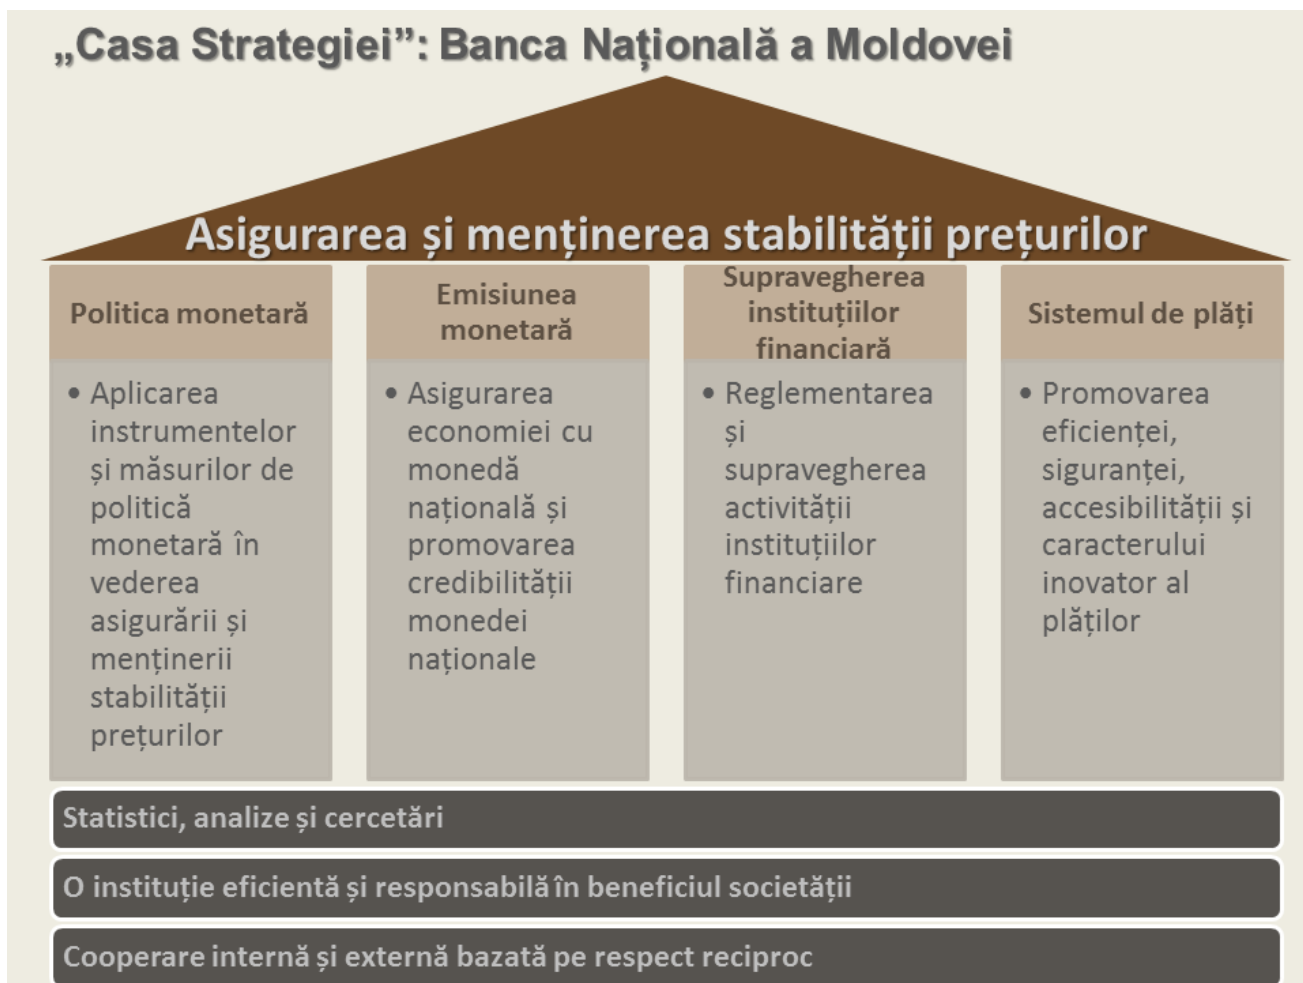 „Casa Strategiei”: Banca Națională a Moldovei
Asigurarea și menținerea stabilității prețurilor
Politica monetară
• Aplicarea
instrumentelor
și măsurilor de
politică
monetară în
vederea
asigurării și
menținerii
stabilității
prețurilor
Emisiunea
monetară
• Asigurarea
economiei cu
monedă
națională și
promovarea
credibilității
monedei
naționale
Supravegherea
instituțiilor
financiară
• Reglementarea
și
supravegherea
activității
instituțiilor
financiare
Sistemul de plăți
• Promovarea
eficienței,
siguranței,
accesibilității și
caracterului
inovator al
plăților
Statistici, analize și cercetări
O instituție eficientă și responsabilă în beneficiul societății
Cooperare internă și externă bazată pe respect reciproc